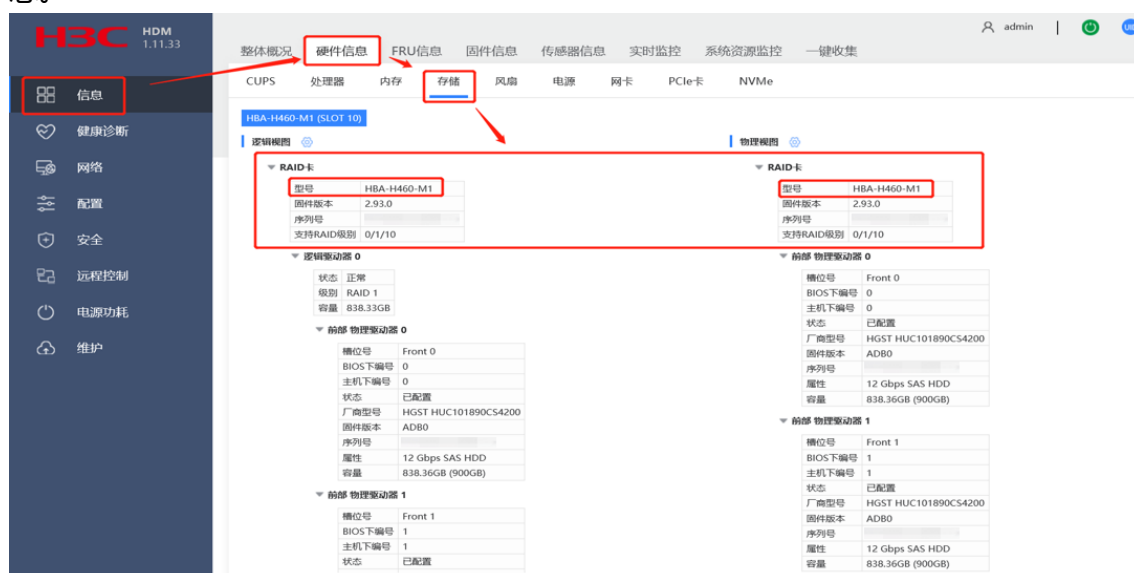 H3C HDM
1.11.33
admin
整体概况 硬件信息 FRU信息 固件信息 传感器信息 实时监控 系统资源监控 一键收集
CUPS 处理器 内存 存储 风扇 电源 网卡 PCIe卡 NVMe
信息
健康诊断
网络
配置
安全
远程控制
电源功耗
维护
HBA-H460-M1 (SLOT 10)
逻辑视图
RAID卡
型号 HBA-H460-M1
固件版本 2.93.0
序列号
支持RAID级别 0/1/10
逻辑驱动器 0
状态 正常
级别 RAID 1
容量 838.33GB
前部 物理驱动器 0
槽位号 Front 0
BIOS下编号 0
主机下编号 0
状态 已配置
厂商型号 HGST HUC101890CS4200
固件版本 ADB0
序列号
属性 12 Gbps SAS HDD
容量 838.36GB (900GB)
前部 物理驱动器 1
槽位号 Front 1
BIOS下编号 1
主机下编号 1
状态 已配置
物理视图
RAID卡
型号 HBA-H460-M1
固件版本 2.93.0
序列号
支持RAID级别 0/1/10
前部 物理驱动器 0
槽位号 Front 0
BIOS下编号 0
主机下编号 0
状态 已配置
厂商型号 HGST HUC101890CS4200
固件版本 ADB0
序列号
属性 12 Gbps SAS HDD
容量 838.36GB (900GB)
前部 物理驱动器 1
槽位号 Front 1
BIOS下编号 1
主机下编号 1
状态 已配置
厂商型号 HGST HUC101890CS4200
固件版本 ADB0
序列号
属性 12 Gbps SAS HDD
容量 838.36GB (900GB)